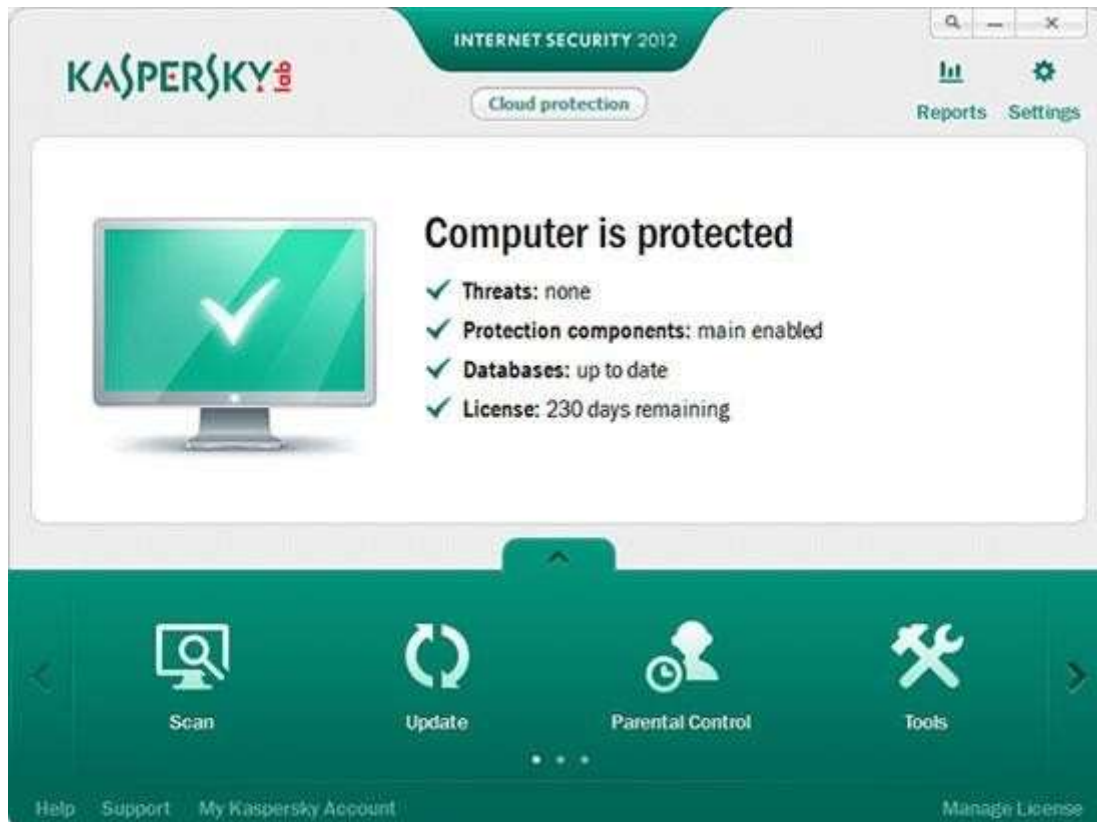 INTERNET SECURITY 2012
KASPERSKY lab
Cloud protection
Reports Settings
Computer is protected
Threats: none
Protection components: main enabled
Databases: up to date
License: 230 days remaining
Scan Update Parental Control Tools
Help Support My Kaspersky Account Manage License